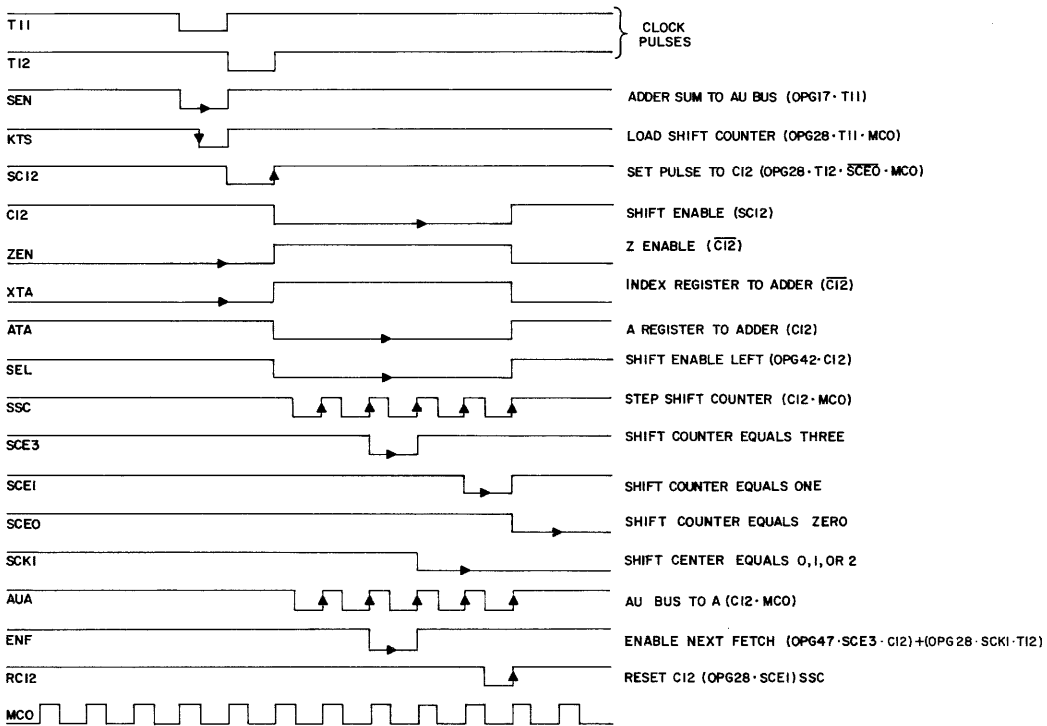 T11
CLOCK
PULSES
T12
SEN ADDER SUM TO AU BUS (OPG17·T11)
KTS LOAD SHIFT COUNTER (OPG28·T11·MCO)
SC12 SET PULSE TO C12 (OPG28·T12·S̅C̅E̅O̅·MCO)
C12 SHIFT ENABLE (SC12)
ZEN Z ENABLE (C̅1̅2̅)
XTA INDEX REGISTER TO ADDER (C̅1̅2̅)
ATA A REGISTER TO ADDER (C12)
SEL SHIFT ENABLE LEFT (OPG42·C12)
SSC STEP SHIFT COUNTER (C12·MCO)
SCE3 SHIFT COUNTER EQUALS THREE
SCE1 SHIFT COUNTER EQUALS ONE
SCEO SHIFT COUNTER EQUALS ZERO
SCK1 SHIFT CENTER EQUALS 0, 1, OR 2
AUA AU BUS TO A (C12·MCO)
ENF ENABLE NEXT FETCH (OPG47·SCE3·C12)+(OPG28·SCK1·T12)
RC12 RESET C12 (OPG28·SCE1) SSC
MCO